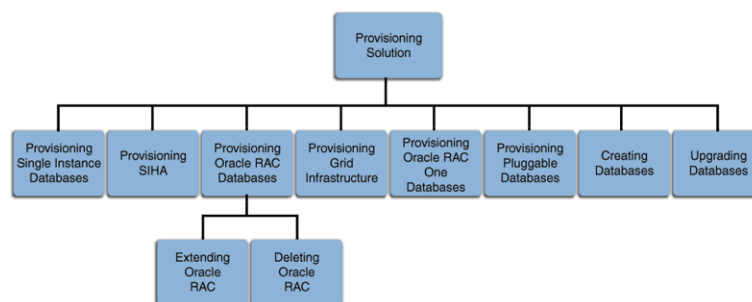 Provisioning
Solution
Provisioning
Single Instance
Databases
Provisioning
SIHA
Provisioning
Oracle RAC
Databases
Provisioning
Grid
Infrastructure
Provisioning
Oracle RAC
One
Databases
Provisioning
Pluggable
Databases
Creating
Databases
Upgrading
Databases
Extending
Oracle
RAC
Deleting
Oracle
RAC